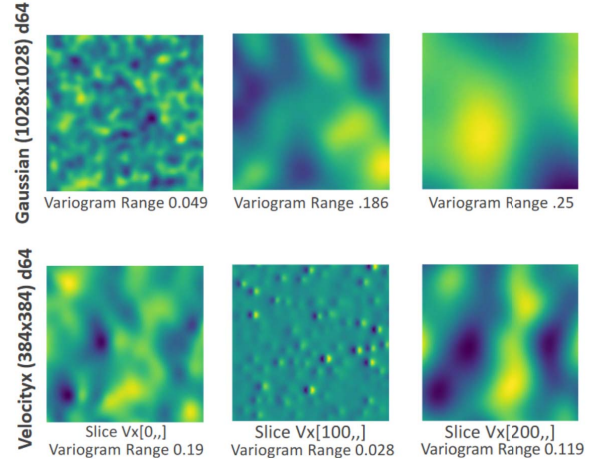 Gaussian (1028x1028) d64
Variogram Range 0.049
Variogram Range .186
Variogram Range .25
Velocityx (384x384) d64
Slice Vx[0,,]
Variogram Range 0.19
Slice Vx[100,,]
Variogram Range 0.028
Slice Vx[200,,]
Variogram Range 0.119